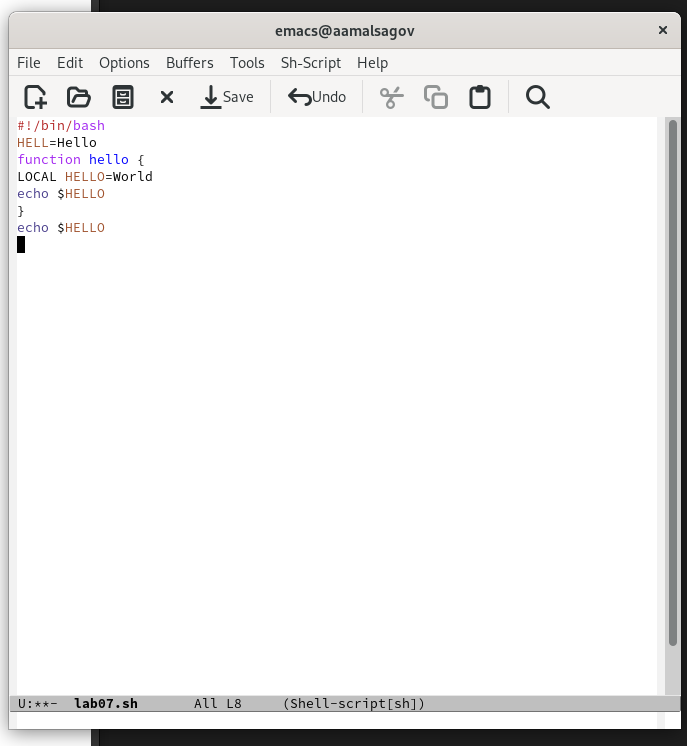 emacs@aamalsagov ×
File Edit Options Buffers Tools Sh-Script Help
Save Undo
#!/bin/bash
HELL=Hello
function hello {
LOCAL HELLO=World
echo $HELLO
}
echo $HELLO
U:**- lab07.sh All L8 (Shell-script[sh])